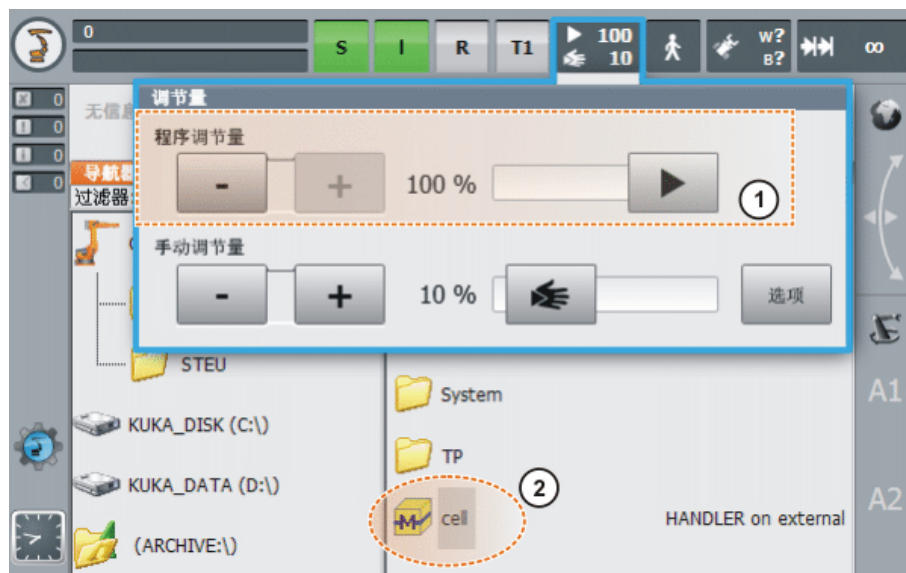 0
S I R T1 100 10 W? B? ∞
0
0
0
0
无信息
调节量
程序调节量
- + 100 %
1
导航器
过滤器
手动调节量
- + 10 % 选项
STEU
KUKA_DISK (C:\)
KUKA_DATA (D:\)
(ARCHIVE:\)
System
TP
2
M cell HANDLER on external
A1
A2